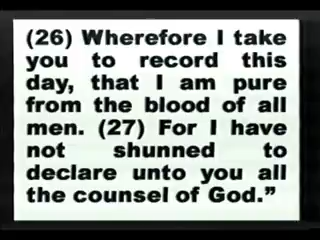 (26) Wherefore I take
you to record this
day, that I am pure
from the blood of all
men. (27) For I have
not shunned to
declare unto you all
the counsel of God.”